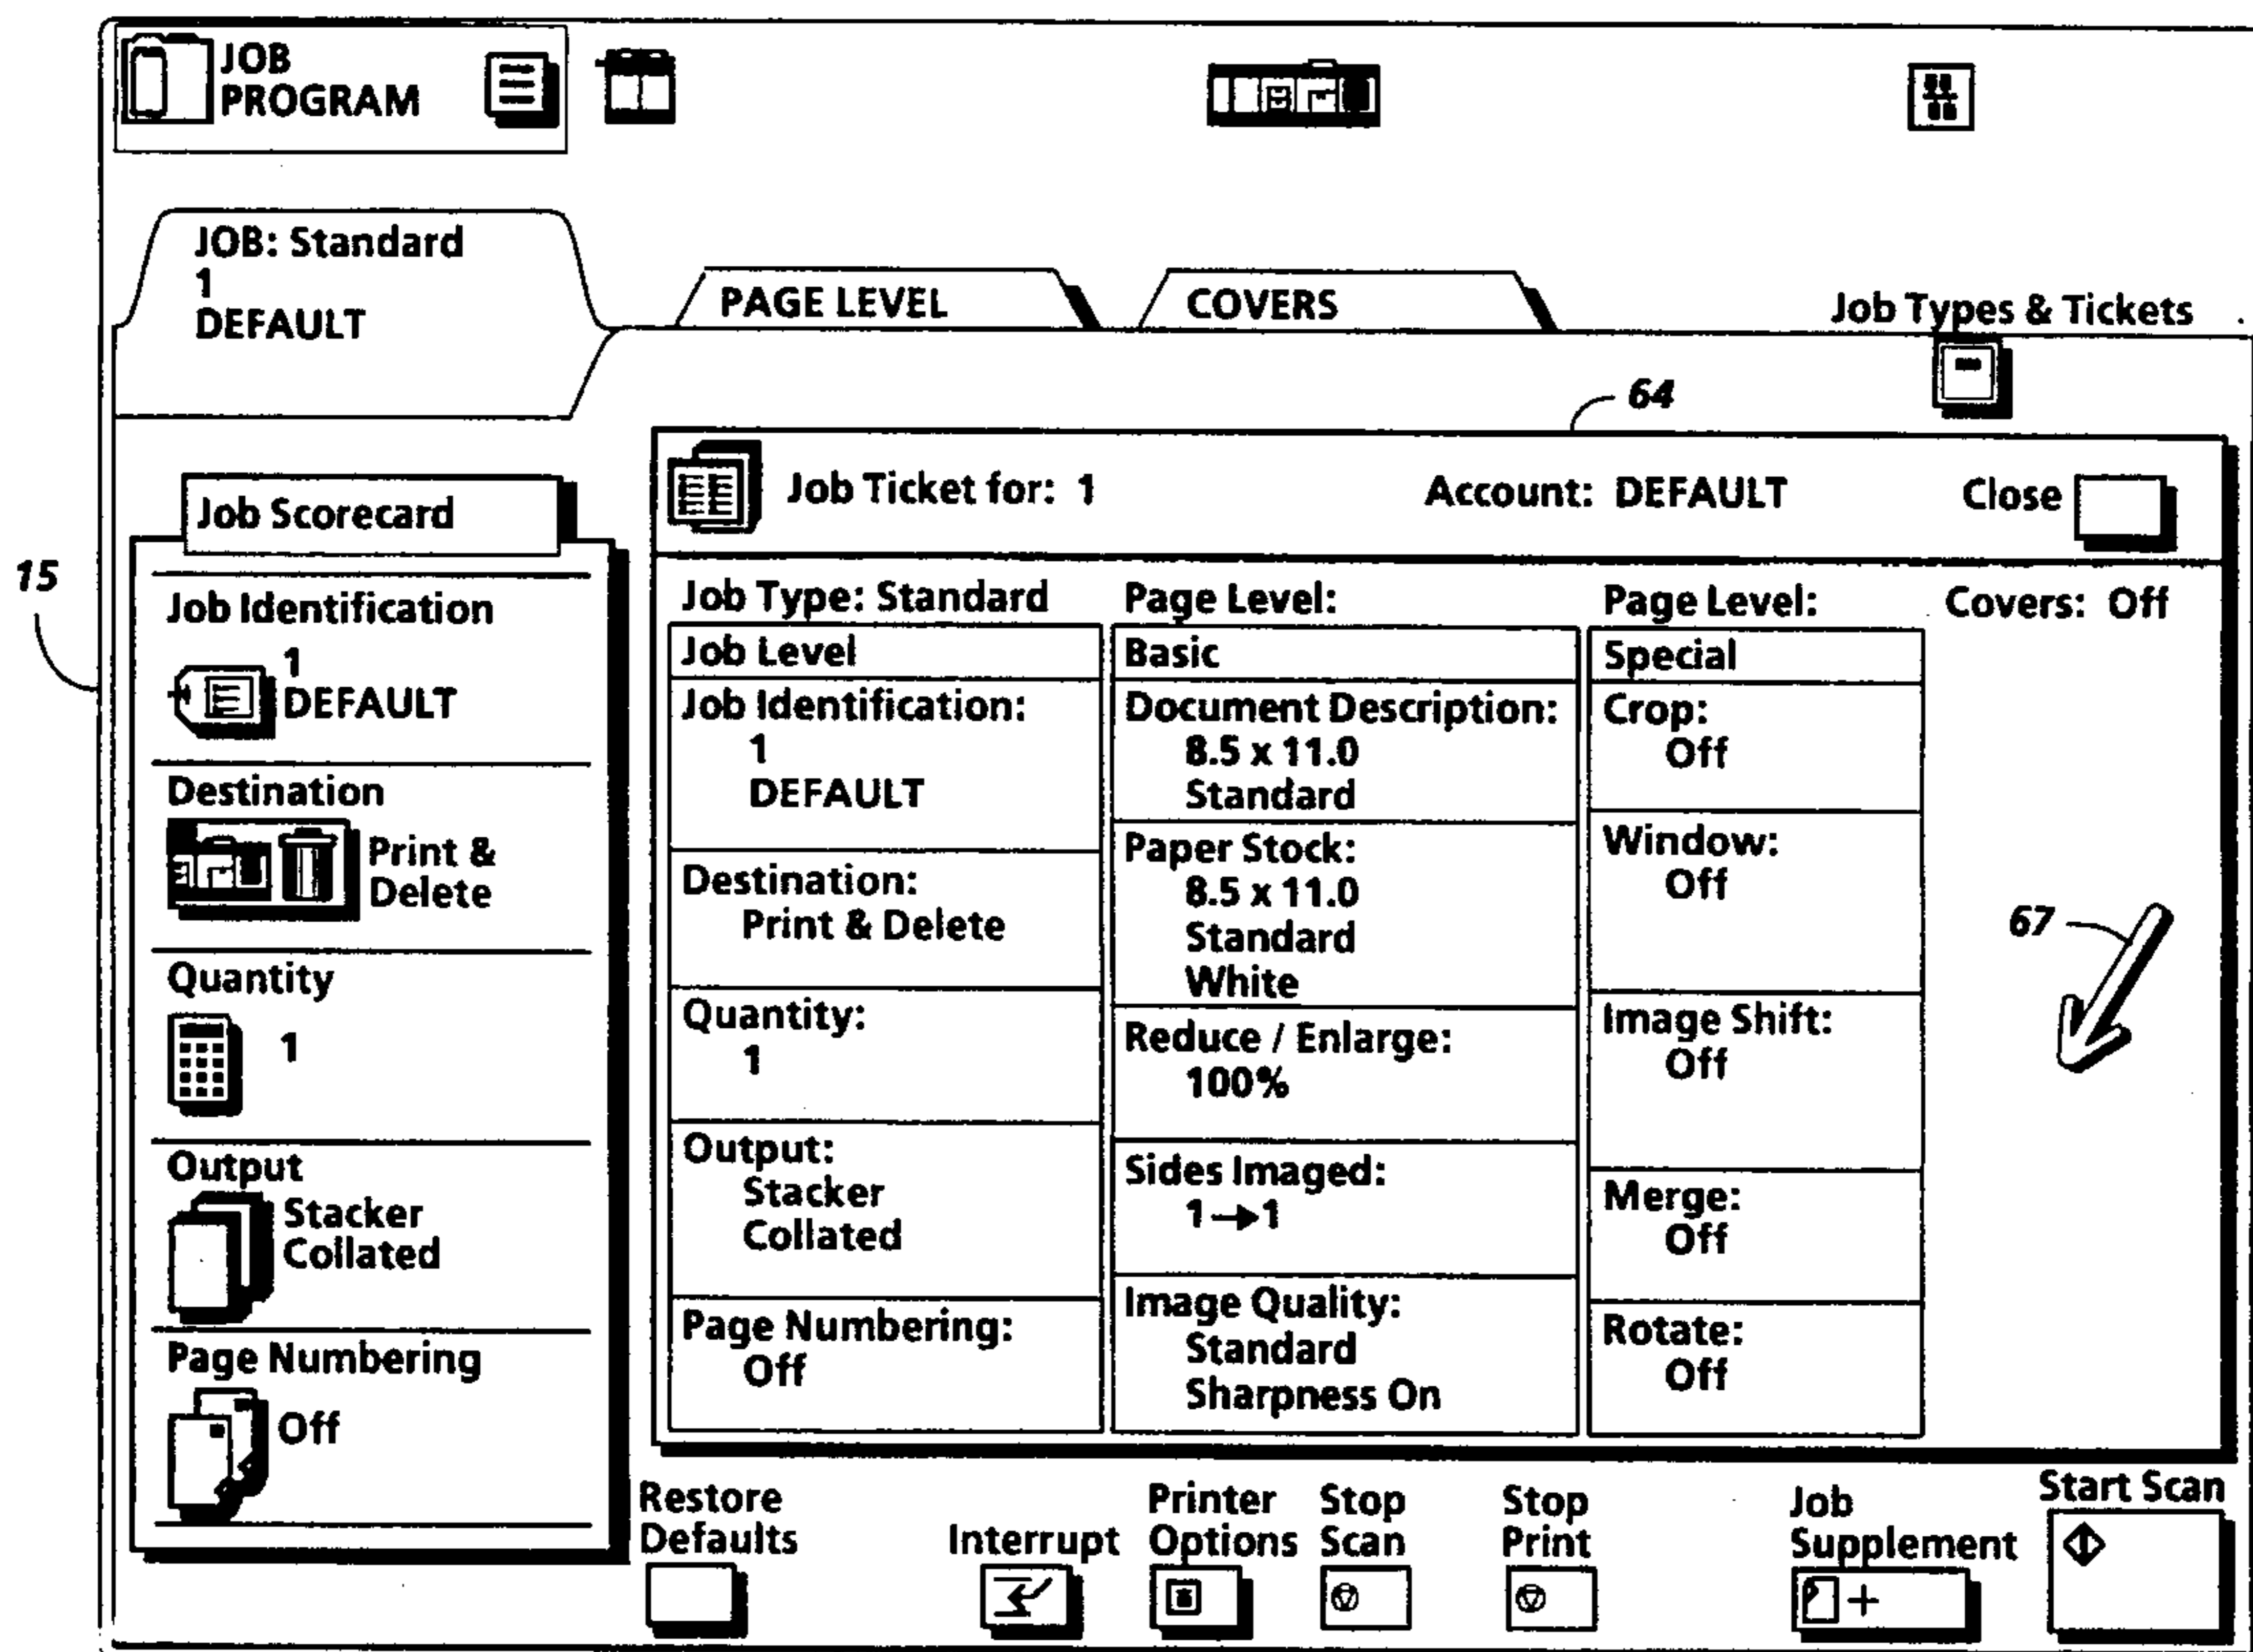 JOB
PROGRAM
JOB: Standard
1
DEFAULT
PAGE LEVEL
COVERS
Job Types & Tickets
64
15
Job Scorecard
Job Identification
1
DEFAULT
Destination
Print &
Delete
Quantity
1
Output
Stacker
Collated
Page Numbering
Off
Job Ticket for: 1
Account: DEFAULT
Close
Job Type: Standard
Job Level
Job Identification:
1
DEFAULT
Destination:
Print & Delete
Quantity:
1
Output:
Stacker
Collated
Page Numbering:
Off
Page Level:
Basic
Document Description:
8.5 x 11.0
Standard
Paper Stock:
8.5 x 11.0
Standard
White
Reduce / Enlarge:
100%
Sides Imaged:
1→1
Image Quality:
Standard
Sharpness On
Page Level:
Special
Crop:
Off
Window:
Off
Image Shift:
Off
Merge:
Off
Rotate:
Off
Covers: Off
67
Restore
Defaults
Interrupt
Printer
Options
Stop
Scan
Stop
Print
Job
Supplement
Start Scan